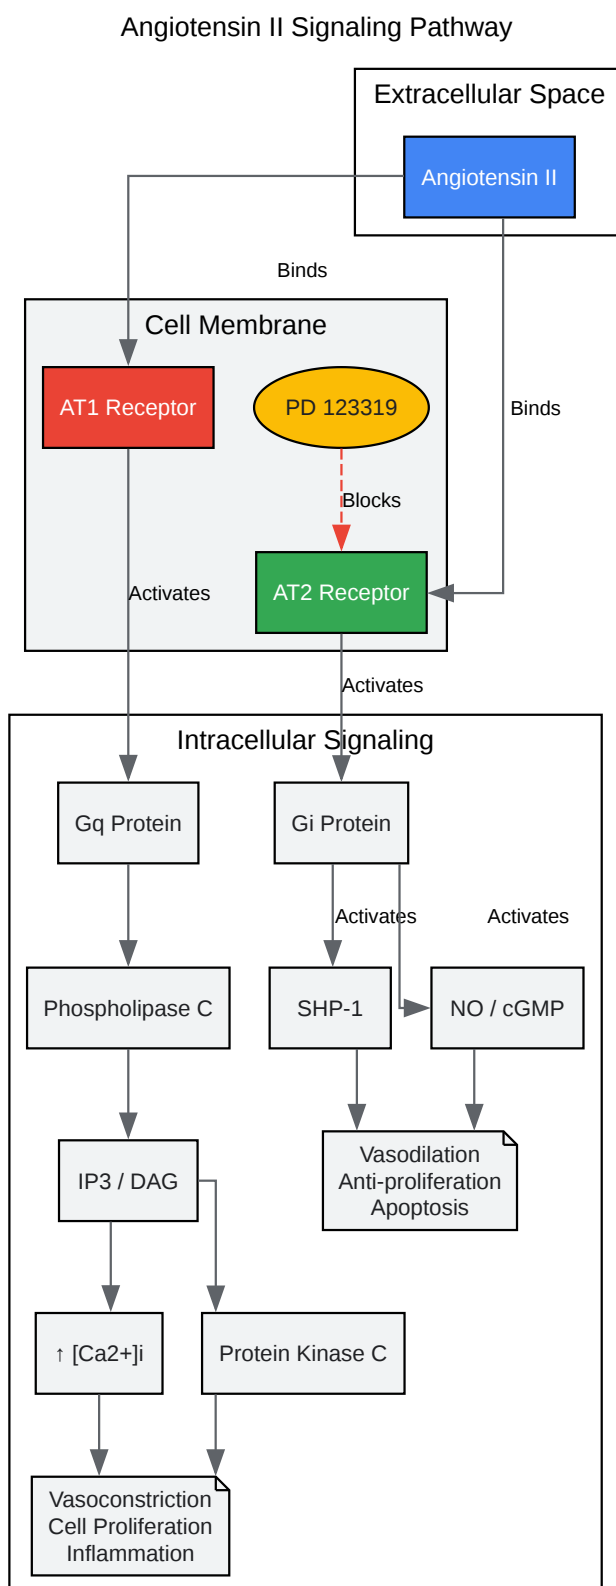 Angiotensin II Signaling Pathway
Extracellular Space
Angiotensin II
Binds
Cell Membrane
AT1 Receptor
PD 123319
Binds
Blocks
Activates
AT2 Receptor
Activates
Intracellular Signaling
Gq Protein
Gi Protein
Activates
Activates
Phospholipase C
SHP-1
NO / cGMP
IP3 / DAG
Vasodilation
Anti-proliferation
Apoptosis
↑ [Ca2+]i
Protein Kinase C
Vasoconstriction
Cell Proliferation
Inflammation